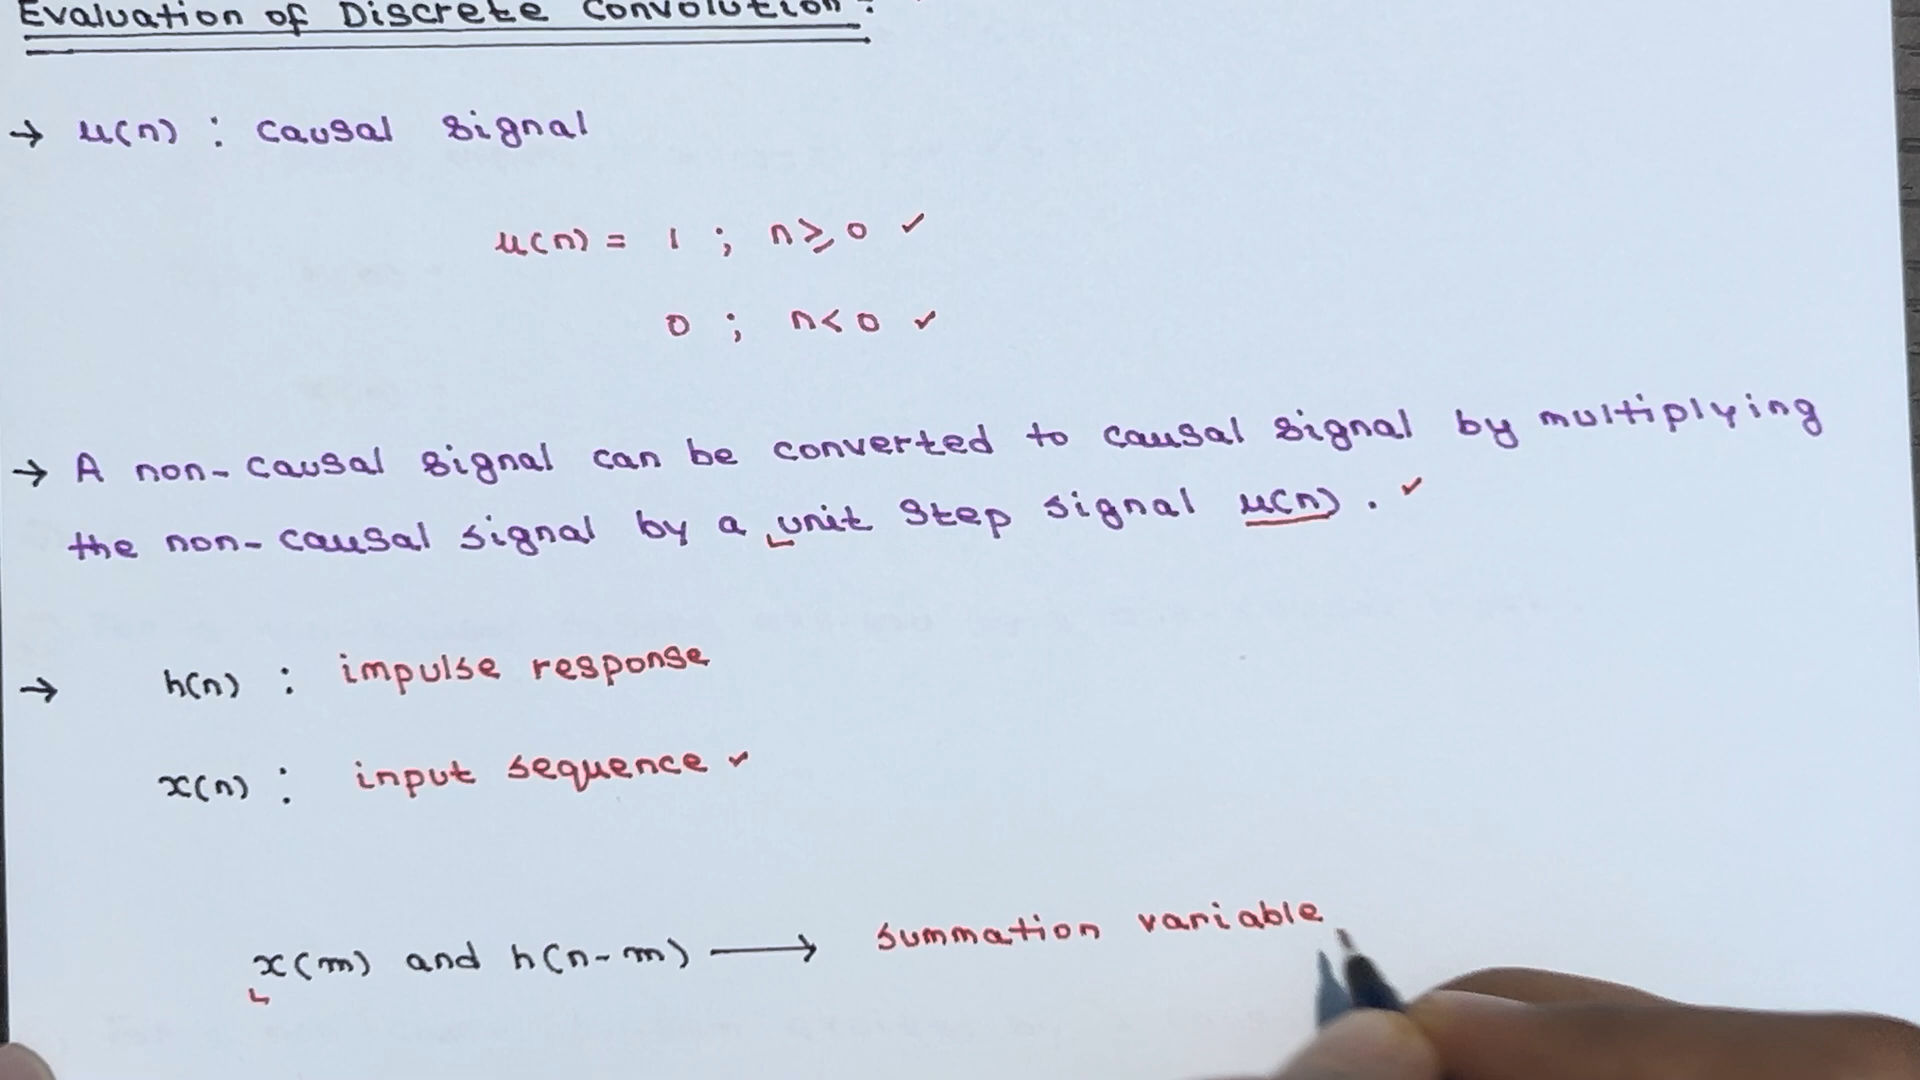 Evaluation of Discrete Convolution :
→ u(n) : causal signal
u(n) = 1 ; n ≥ 0 ✓
0 ; n < 0 ✓
→ A non-causal signal can be converted to causal signal by multiplying
the non-causal signal by a unit step signal u(n). ✓
→ h(n) : impulse response
x(n) : input sequence ✓
x(m) and h(n-m) ⟶ summation variable